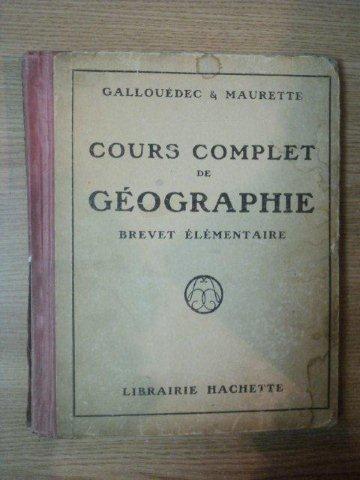 GALLOUÉDEC & MAURETTE
COURS COMPLET
DE
GÉOGRAPHIE
BREVET ÉLÉMENTAIRE
LIBRAIRIE HACHETTE